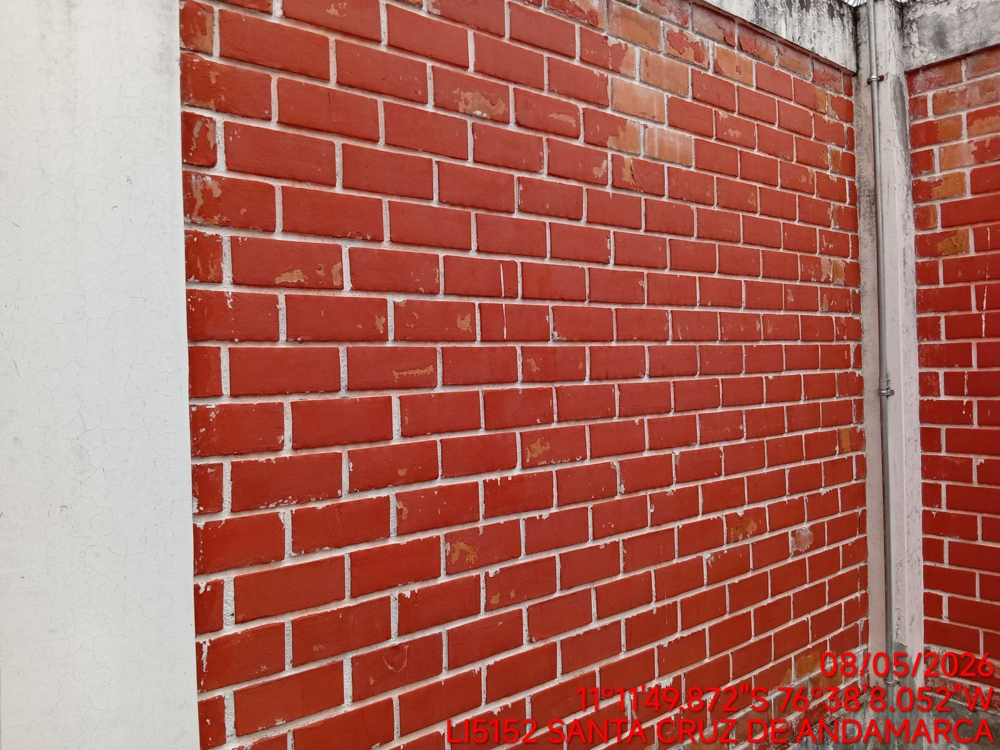 08/05/2026
11°11'49.872"S 76°38'8.052"W
LI5152 SANTA CRUZ DE ANDAMARCA